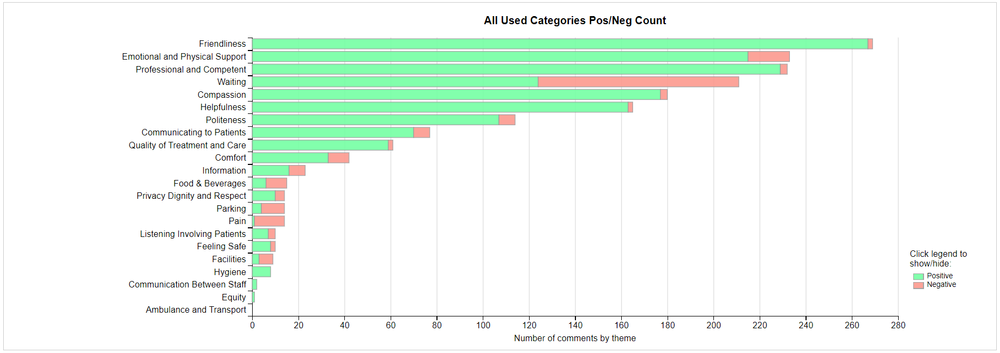 All Used Categories Pos/Neg Count
Friendliness
Emotional and Physical Support
Professional and Competent
Waiting
Compassion
Helpfulness
Politeness
Communicating to Patients
Quality of Treatment and Care
Comfort
Information
Food & Beverages
Privacy Dignity and Respect
Parking
Pain
Listening Involving Patients
Feeling Safe
Facilities
Hygiene
Communication Between Staff
Equity
Ambulance and Transport
0 20 40 60 80 100 120 140 160 180 200 220 240 260 280
Number of comments by theme
Click legend to
show/hide:
Positive
Negative